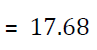 = 17.68